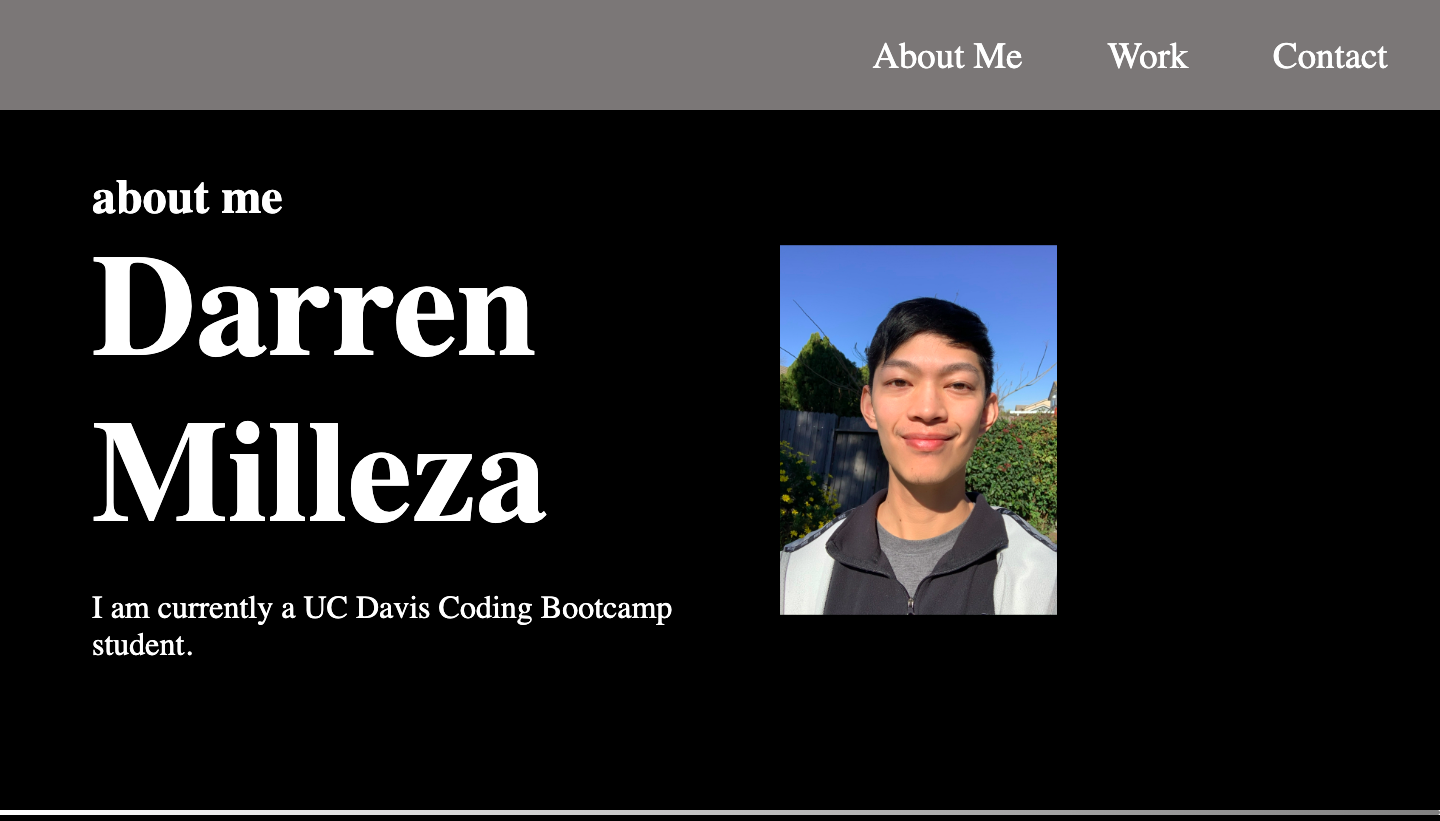 About Me Work Contact
about me
Darren
Milleza
I am currently a UC Davis Coding Bootcamp
student.